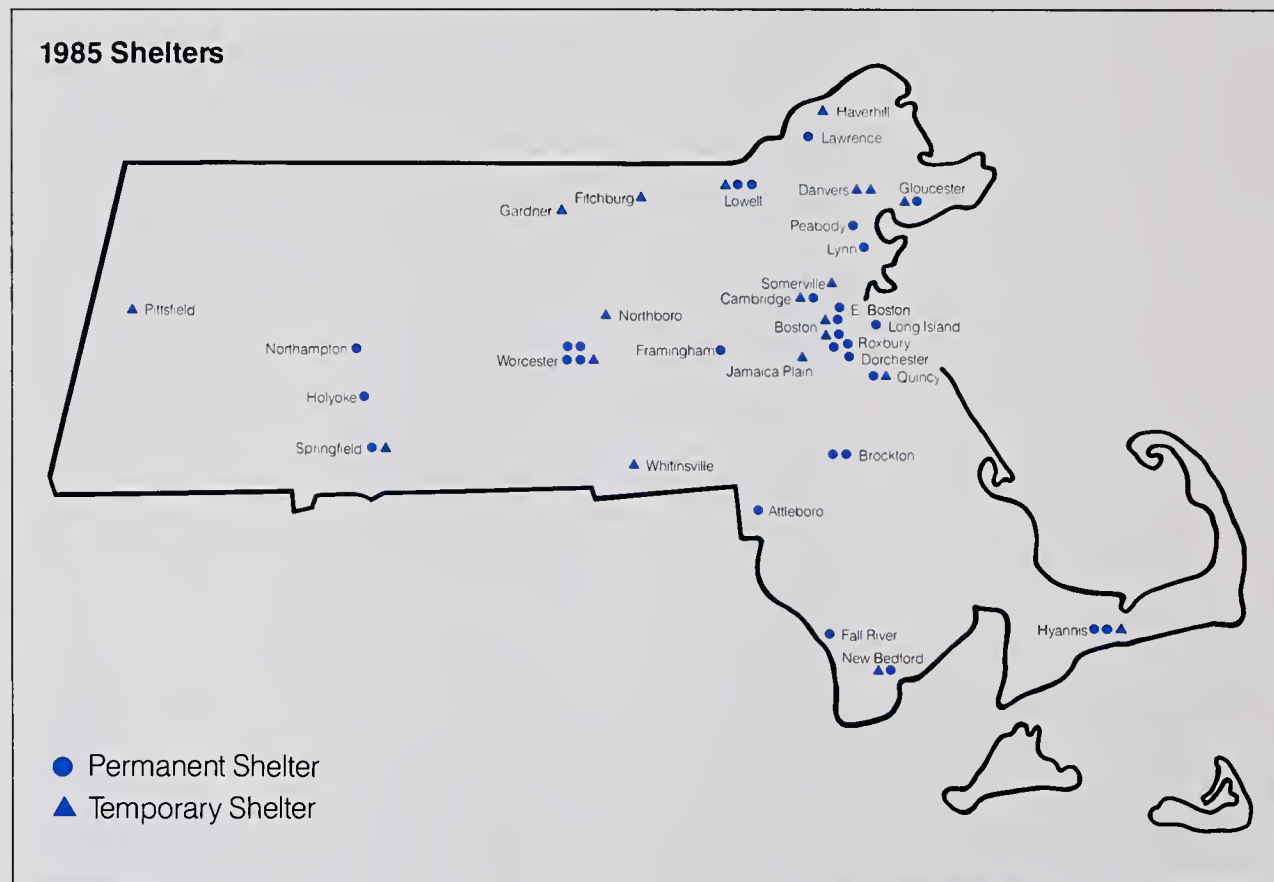 1985 Shelters
Haverhill
Lawrence
Danvers
Gloucester
Lowell
Fitchburg
Gardner
Peabody
Lynn
Somerville
Cambridge
E Boston
Pittsfield
Northboro
Boston
Long Island
Northampton
Worcester
Framingham
Roxbury
Dorchester
Jamaica Plain
Quincy
Holyoke
Springfield
Brockton
Whitinsville
Attleboro
Hyannis
Fall River
New Bedford
Permanent Shelter
Temporary Shelter